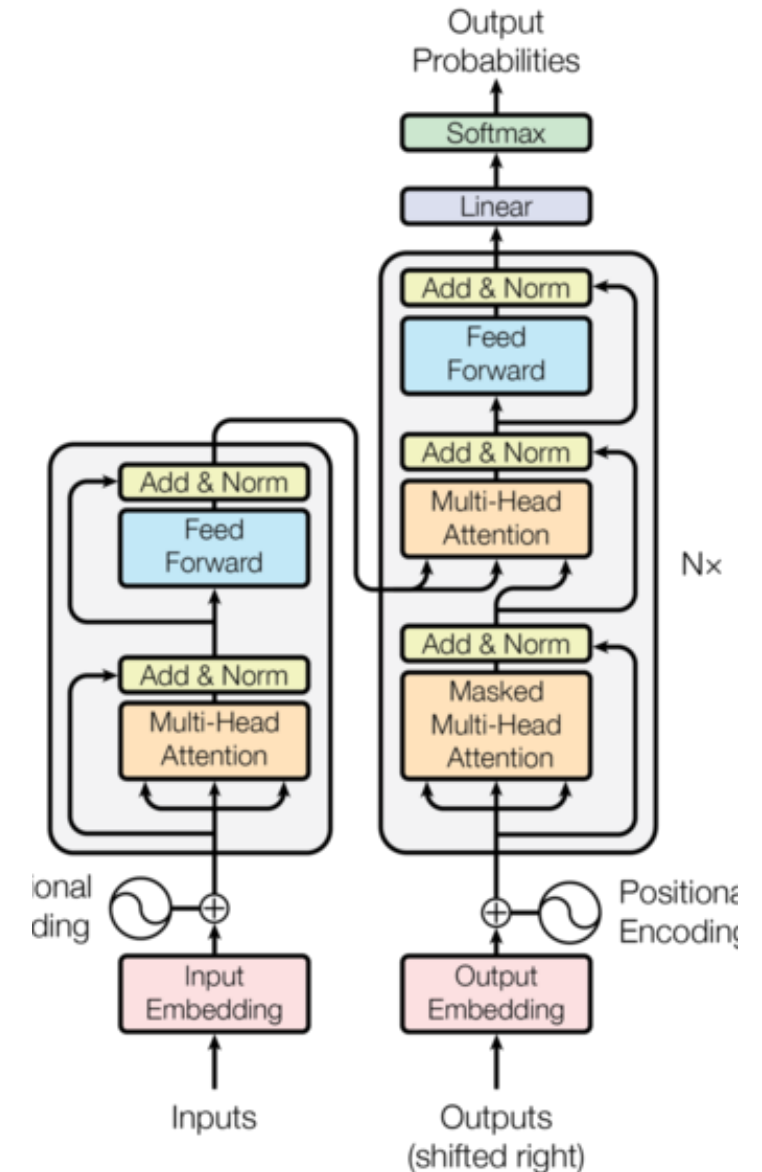 Output
Probabilities
Softmax
Linear
Add & Norm
Feed
Forward
Add & Norm
Multi-Head
Attention
Nx
Add & Norm
Masked
Multi-Head
Attention
Add & Norm
Feed
Forward
Add & Norm
Multi-Head
Attention
ional
ding
Positiona
Encoding
Input
Embedding
Output
Embedding
Inputs
Outputs
(shifted right)